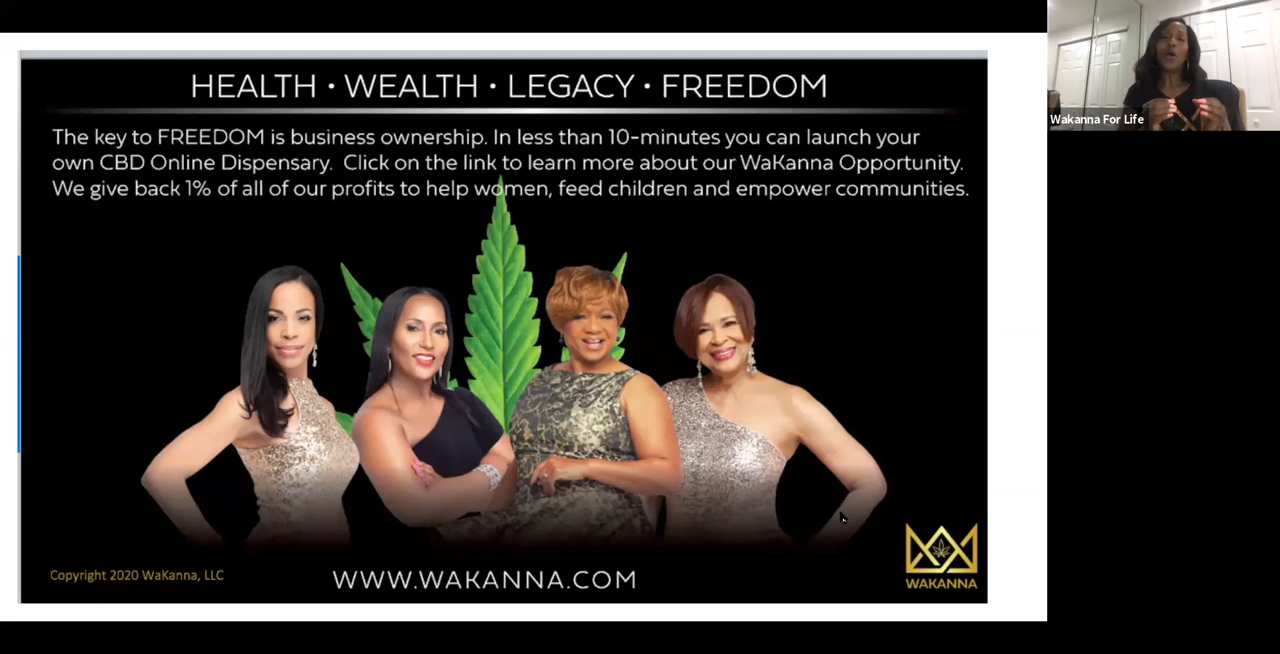 HEALTH • WEALTH • LEGACY • FREEDOM
The key to FREEDOM is business ownership. In less than 10-minutes you can launch your
own CBD Online Dispensary. Click on the link to learn more about our WaKanna Opportunity.
We give back 1% of all of our profits to help women, feed children and empower communities.
Copyright 2020 WaKanna, LLC
WWW.WAKANNA.COM
WAKANNA
Wakanna For Life